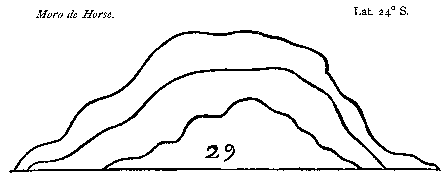 Moro de Horse.
Lat. 24° S.
29